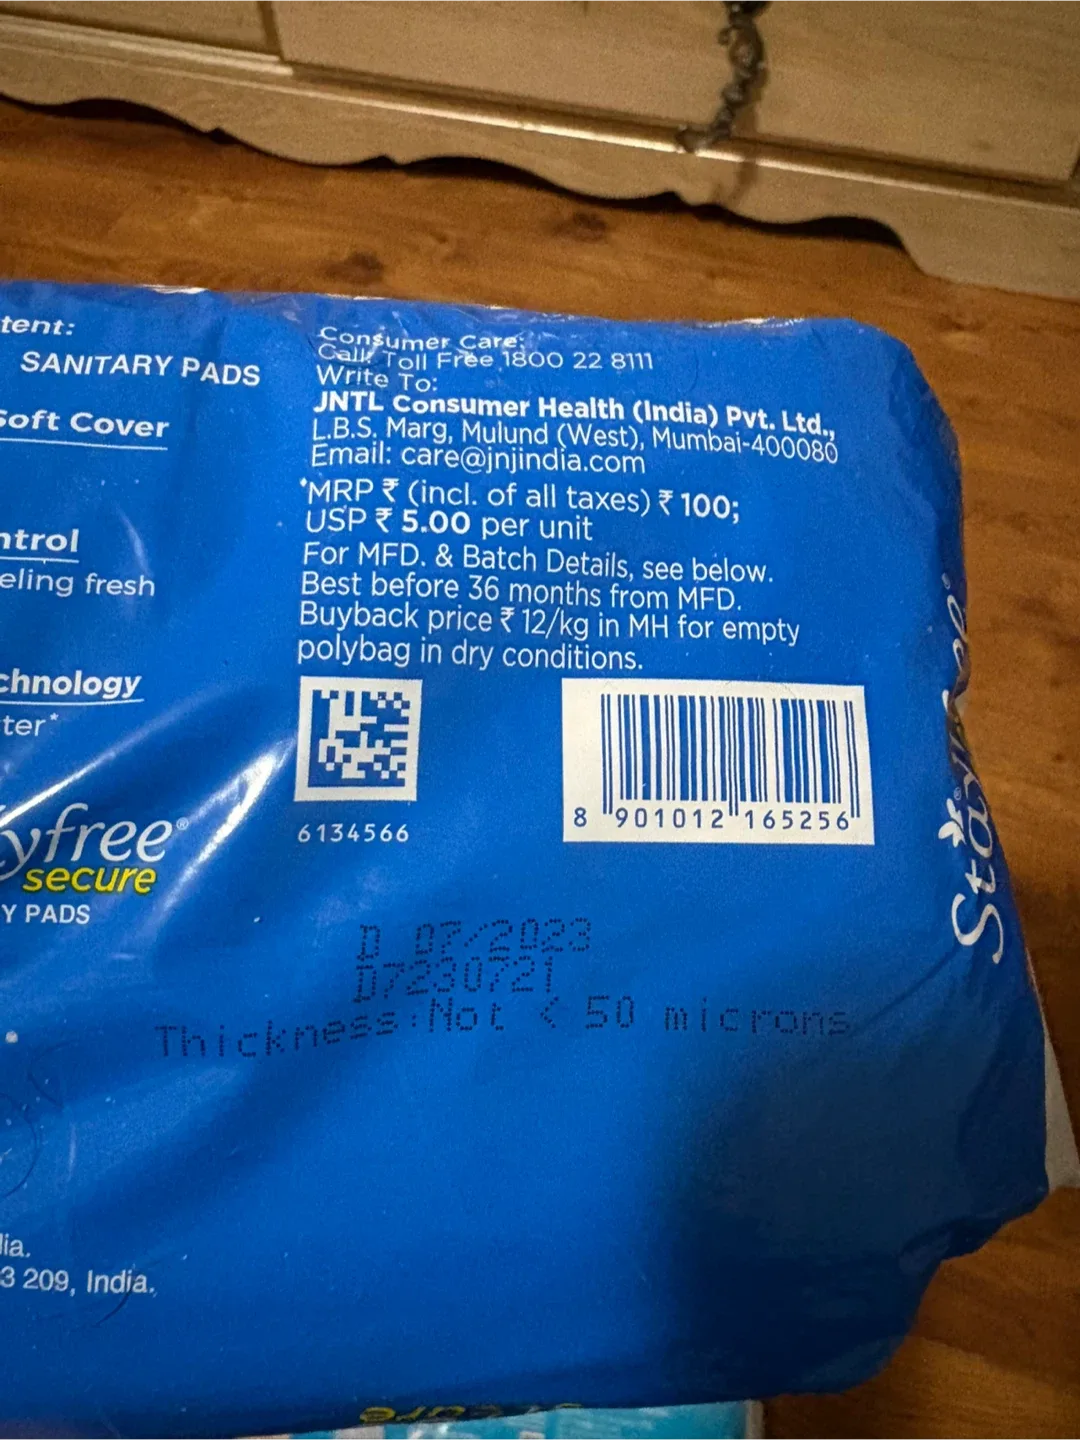 tent:
SANITARY PADS
Soft Cover
ntrol
eling fresh
chnology
ter*
yfree®
secure
Y PADS
Consumer Care:
Call Toll Free 1800 22 8111
Write To:
JNTL Consumer Health (India) Pvt. Ltd.,
L.B.S. Marg, Mulund (West), Mumbai-400080
Email: care@jnjindia.com
*MRP ₹ (incl. of all taxes) ₹ 100;
USP ₹ 5.00 per unit
For MFD. & Batch Details, see below.
Best before 36 months from MFD.
Buyback price ₹ 12/kg in MH for empty
polybag in dry conditions.
6134566
8 901012 165256
D 07/2023
D7230721
Thickness:Not < 50 microns
dia.
3 209, India.
Stayfree®
secure